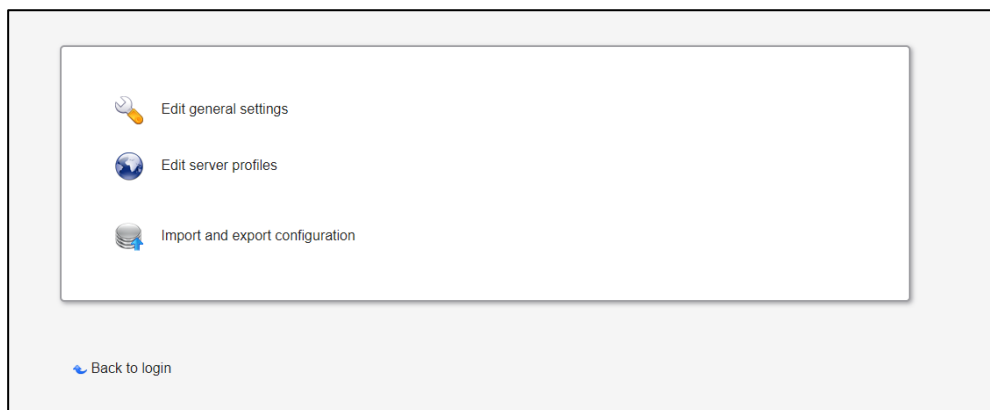 Edit general settings
Edit server profiles
Import and export configuration
Back to login